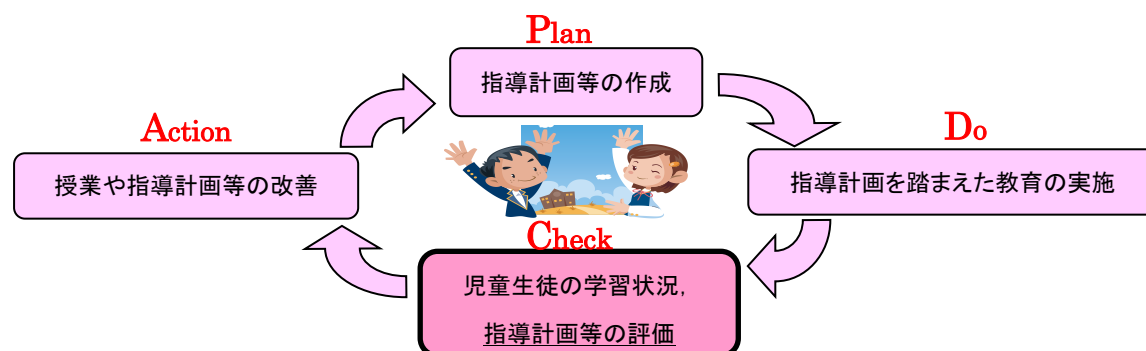 Plan
指導計画等の作成
Action
授業や指導計画等の改善
Do
指導計画を踏まえた教育の実施
Check
児童生徒の学習状況,
指導計画等の評価